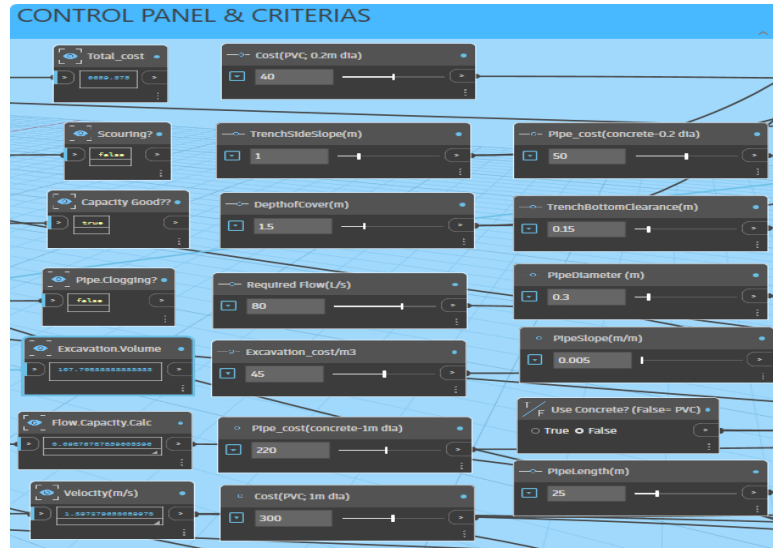 CONTROL PANEL & CRITERIAS
Total_cost
Cost(PVC; 0.2m dia)
40
Scouring?
false
TrenchSideSlope(m)
1
Pipe_cost(concrete-0.2 dia)
50
Capacity Good??
true
DepthofCover(m)
1.5
TrenchBottomClearance(m)
0.15
Pipe.Clogging?
false
Required Flow(L/s)
80
PipeDiameter (m)
0.3
Excavation.Volume
Excavation_cost/m3
45
PipeSlope(m/m)
0.005
Flow.Capacity.Calc
Pipe_cost(concrete-1m dia)
220
T/F Use Concrete? (False= PVC)
True False
Velocity(m/s)
Cost(PVC; 1m dia)
300
PipeLength(m)
25